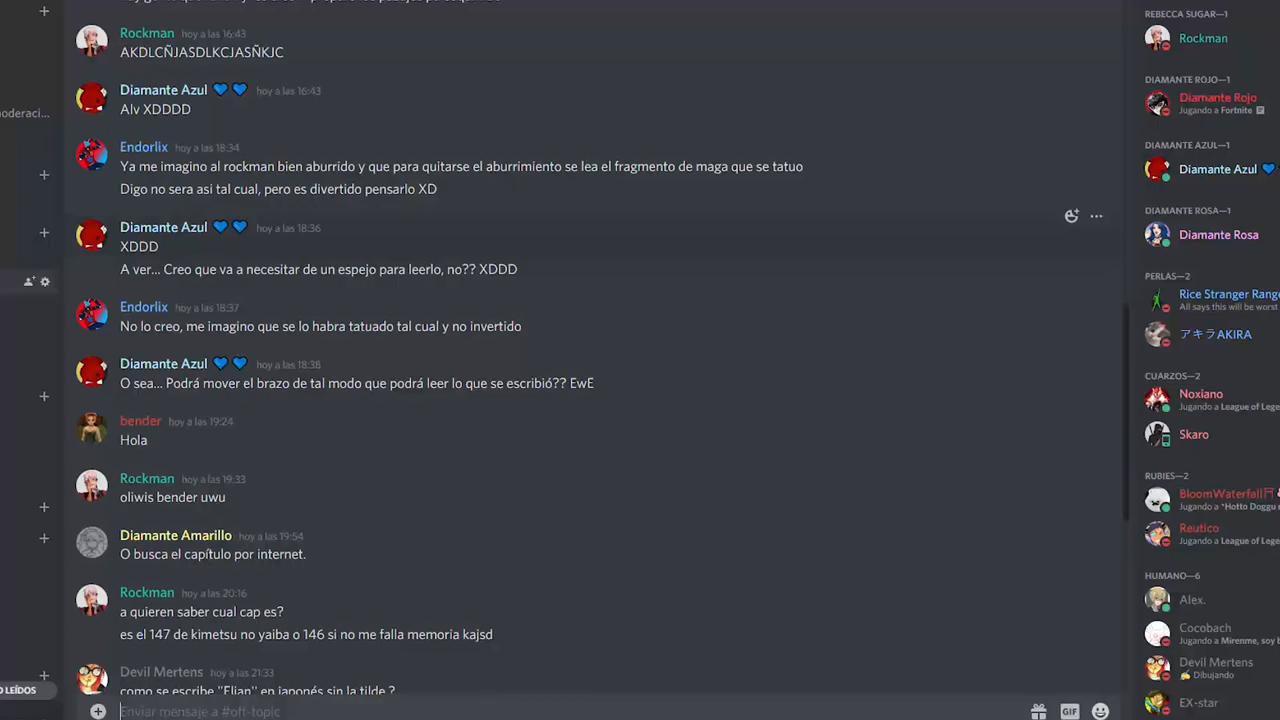 Rockman hoy a las 16:43
AKDLCÑJASDLKCJASÑKJC
Diamante Azul 💙 💙 hoy a las 16:43
Alv XDDDD
Endorlix hoy a las 18:34
Ya me imagino al rockman bien aburrido y que para quitarse el aburrimiento se lea el fragmento de maga que se tatuo
Digo no sera asi tal cual, pero es divertido pensarlo XD
Diamante Azul 💙 💙 hoy a las 18:36
XDDD
A ver... Creo que va a necesitar de un espejo para leerlo, no?? XDDD
Endorlix hoy a las 18:37
No lo creo, me imagino que se lo habra tatuado tal cual y no invertido
Diamante Azul 💙 💙 hoy a las 18:38
O sea... Podrá mover el brazo de tal modo que podrá leer lo que se escribió?? EwE
bender hoy a las 19:24
Hola
Rockman hoy a las 19:33
oliwis bender uwu
Diamante Amarillo hoy a las 19:54
O busca el capítulo por internet.
Rockman hoy a las 20:16
a quieren saber cual cap es?
es el 147 de kimetsu no yaiba o 146 si no me falla memoria kajsd
Devil Mertens hoy a las 21:33
como se escribe "Elian" en japonés sin la tilde ?
Enviar mensaje a #off-topic
GIF
moderaci...
O LEÍDOS
REBECCA SUGAR—1
Rockman
DIAMANTE ROJO—1
Diamante Rojo
Jugando a Fortnite
DIAMANTE AZUL—1
Diamante Azul 💙
DIAMANTE ROSA—1
Diamante Rosa
PERLAS—2
Rice Stranger Rang
All says this will be worst
アキラAKIRA
CUARZOS—2
Noxiano
Jugando a League of Lege
Skaro
RUBIES—2
BloomWaterfall⛩
Jugando a *Hotto Doggu
Reutico
Jugando a League of Lege
HUMANO—6
Alex.
Cocobach
Jugando a Mirenme, soy b
Devil Mertens
✍ Dibujando
EX-star